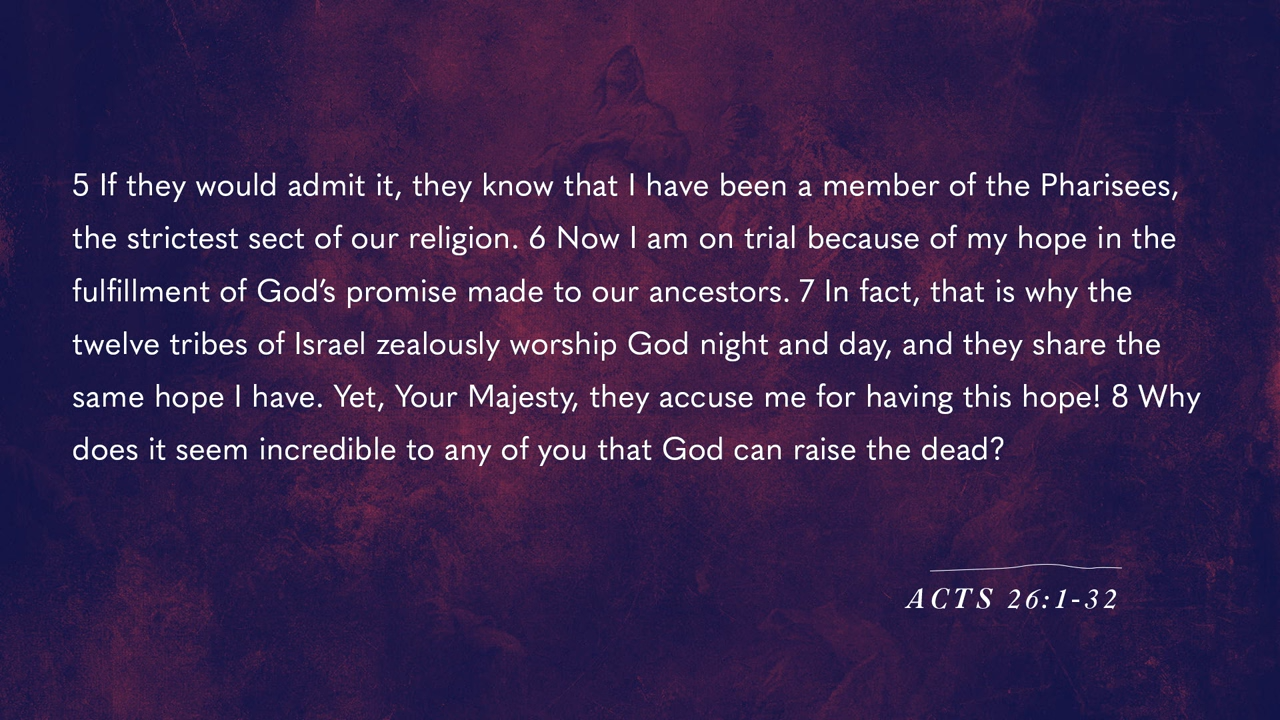 5 If they would admit it, they know that I have been a member of the Pharisees,
the strictest sect of our religion. 6 Now I am on trial because of my hope in the
fulfillment of God’s promise made to our ancestors. 7 In fact, that is why the
twelve tribes of Israel zealously worship God night and day, and they share the
same hope I have. Yet, Your Majesty, they accuse me for having this hope! 8 Why
does it seem incredible to any of you that God can raise the dead?
ACTS 26:1-32